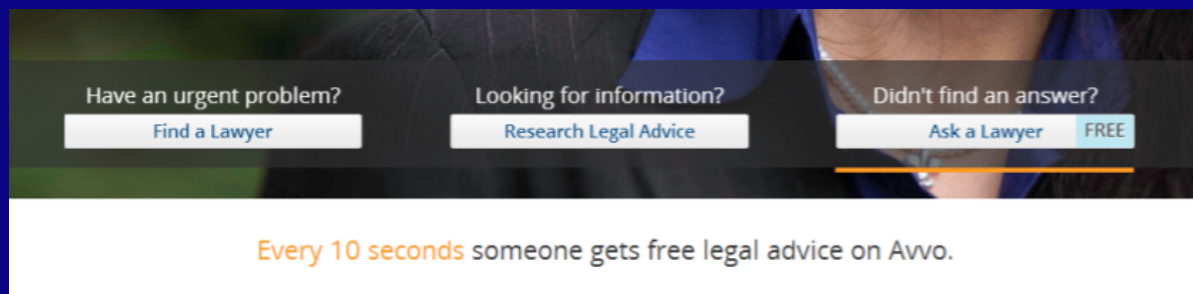 Have an urgent problem?
Find a Lawyer
Looking for information?
Research Legal Advice
Didn't find an answer?
Ask a Lawyer FREE
Every 10 seconds someone gets free legal advice on Avvo.